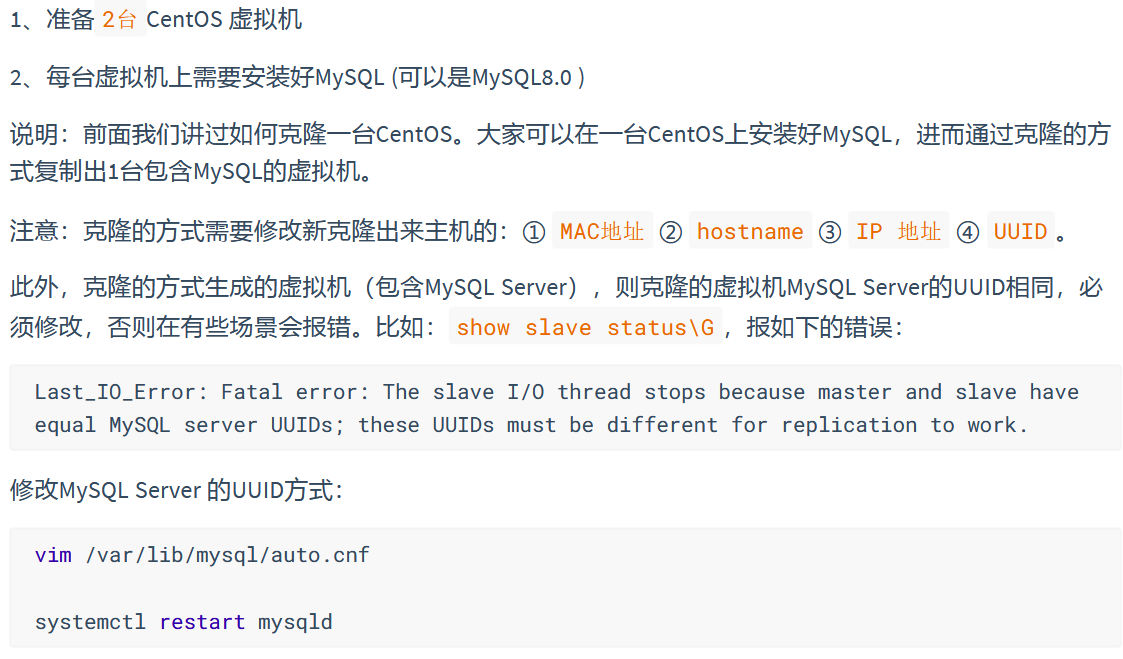 1、准备 2台 CentOS 虚拟机
2、每台虚拟机上需要安装好MySQL (可以是MySQL8.0 )
说明：前面我们讲过如何克隆一台CentOS。大家可以在一台CentOS上安装好MySQL，进而通过克隆的方
式复制出1台包含MySQL的虚拟机。
注意：克隆的方式需要修改新克隆出来主机的：① MAC地址 ② hostname ③ IP 地址 ④ UUID 。
此外，克隆的方式生成的虚拟机（包含MySQL Server），则克隆的虚拟机MySQL Server的UUID相同，必
须修改，否则在有些场景会报错。比如： show slave status\G ，报如下的错误：
Last_IO_Error: Fatal error: The slave I/O thread stops because master and slave have
equal MySQL server UUIDs; these UUIDs must be different for replication to work.
修改MySQL Server 的UUID方式：
vim /var/lib/mysql/auto.cnf
systemctl restart mysqld